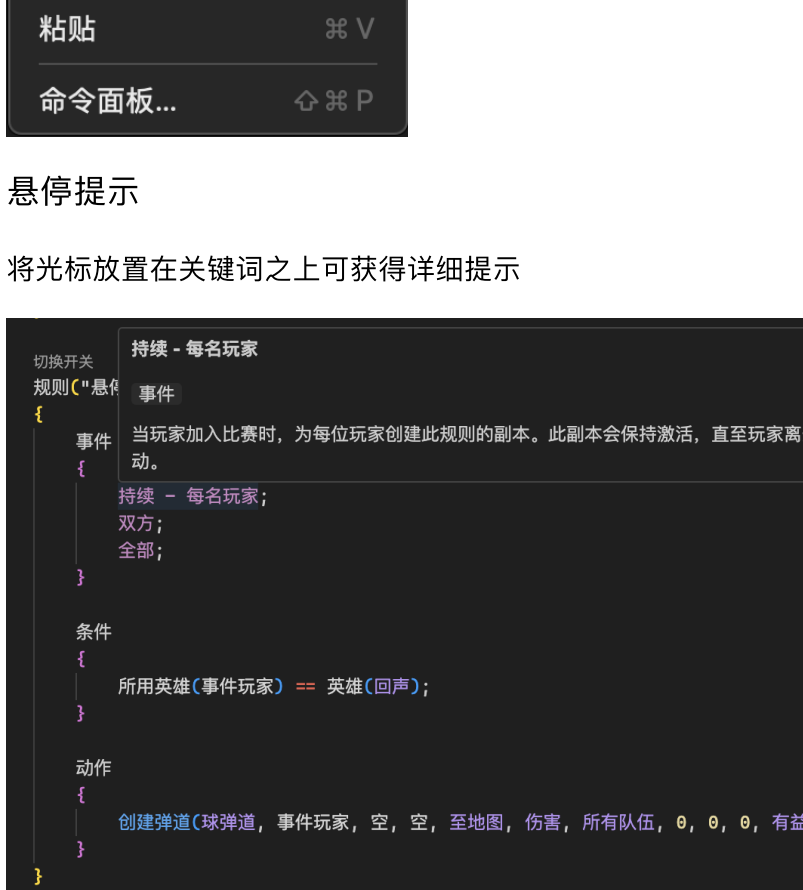 粘贴 ⌘ V
命令面板... ⇧ ⌘ P
悬停提示
将光标放置在关键词之上可获得详细提示
持续 - 每名玩家
切换开关
规则("悬停
事件
{
当玩家加入比赛时，为每位玩家创建此规则的副本。此副本会保持激活，直至玩家离
事件
动。
{
持续 - 每名玩家;
双方;
全部;
}
条件
{
所用英雄(事件玩家) == 英雄(回声);
}
动作
{
创建弹道(球弹道, 事件玩家, 空, 空, 至地图, 伤害, 所有队伍, 0, 0, 0, 有益
}
}